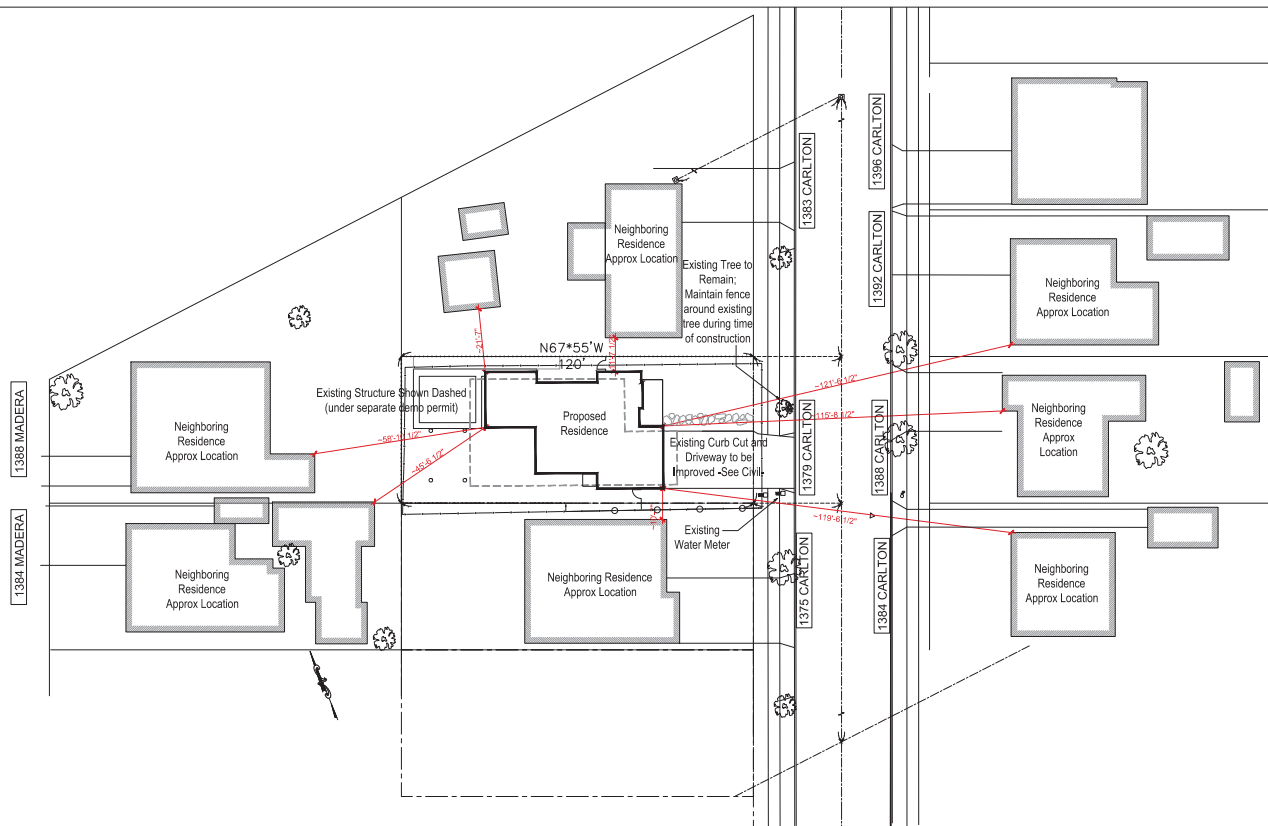 1396 CARLTON
1383 CARLTON
Neighboring
Residence
Approx Location
1392 CARLTON
Existing Tree to
Remain;
Maintain fence
around existing
tree during time
of construction
Neighboring
Residence
Approx Location
~21'-7"
N67*55'W
120'
~121'-6 1/2"
Existing Structure Shown Dashed
(under separate demo permit)
1388 MADERA
Neighboring
Residence
Approx Location
Proposed
Residence
~115'-8 1/2"
Neighboring
Residence
Approx
Location
Existing Curb Cut and
Driveway to be
Improved -See Civil-
1379 CARLTON
1388 CARLTON
~46'-6 1/2"
~119'-6 1/2"
Existing
Water Meter
1384 MADERA
Neighboring
Residence
Approx Location
Neighboring Residence
Approx Location
1375 CARLTON
1384 CARLTON
Neighboring
Residence
Approx Location